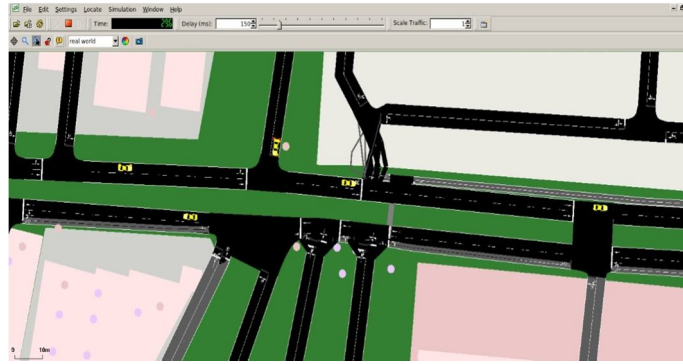 File Edit Settings Locate Simulation Window Help
Time: Delay (ms): 150 Scale Traffic: 1
real world
0 10m